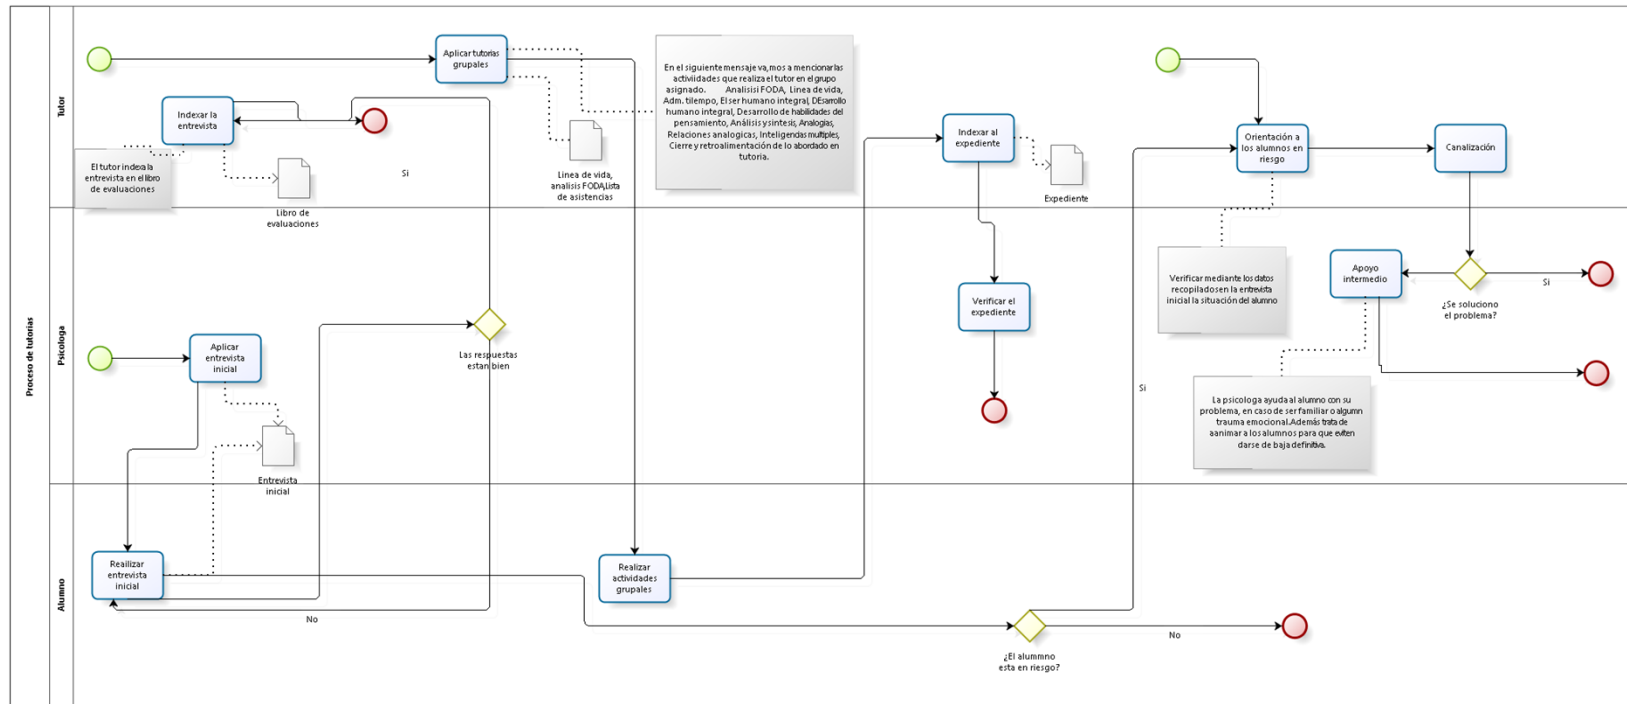 Proceso de tutorias
Tutor
Aplicar tutorias
grupales
En el siguiente mensaje va,mos a mencionar las
activiidades que realiza el tutor en el grupo
asignado. Analisisi FODA, Linea de vida,
Adm. tilempo, El ser humano integral, DEsarrollo
humano integral, Desarrollo de habilidades del
pensamiento, Análisis y sintesis, Analogias,
Relaciones analogicas, Inteligencias multiples,
Cierre y retroalimentación de lo abordado en
tutoria.
Indexar la
entrevista
El tutor indexa la
entrevista en el libro
de evaluaciones
Libro de
evaluaciones
Si
Linea de vida,
analisis FODA,Lista
de asistencias
Indexar al
expediente
Expediente
Orientación a
los alumnos en
riesgo
Canalización
Psicologa
Aplicar
entrevista
inicial
Entrevista
inicial
Las respuestas
estan bien
Verificar el
expediente
Verificar mediante los datos
recopilados en la entrevista
inicial la situación del alumno
Apoyo
intermedio
¿Se soluciono
el problema?
Si
Si
La psicologa ayuda al alumno con su
problema, en caso de ser familiar o algumn
trauma emocional.Además trata de
aanimar a los alumnos para que eviten
darse de baja definitiva.
Alumno
Reailizar
entrevista
inicial
No
Realizar
actividades
grupales
¿El alummno
esta en riesgo?
No